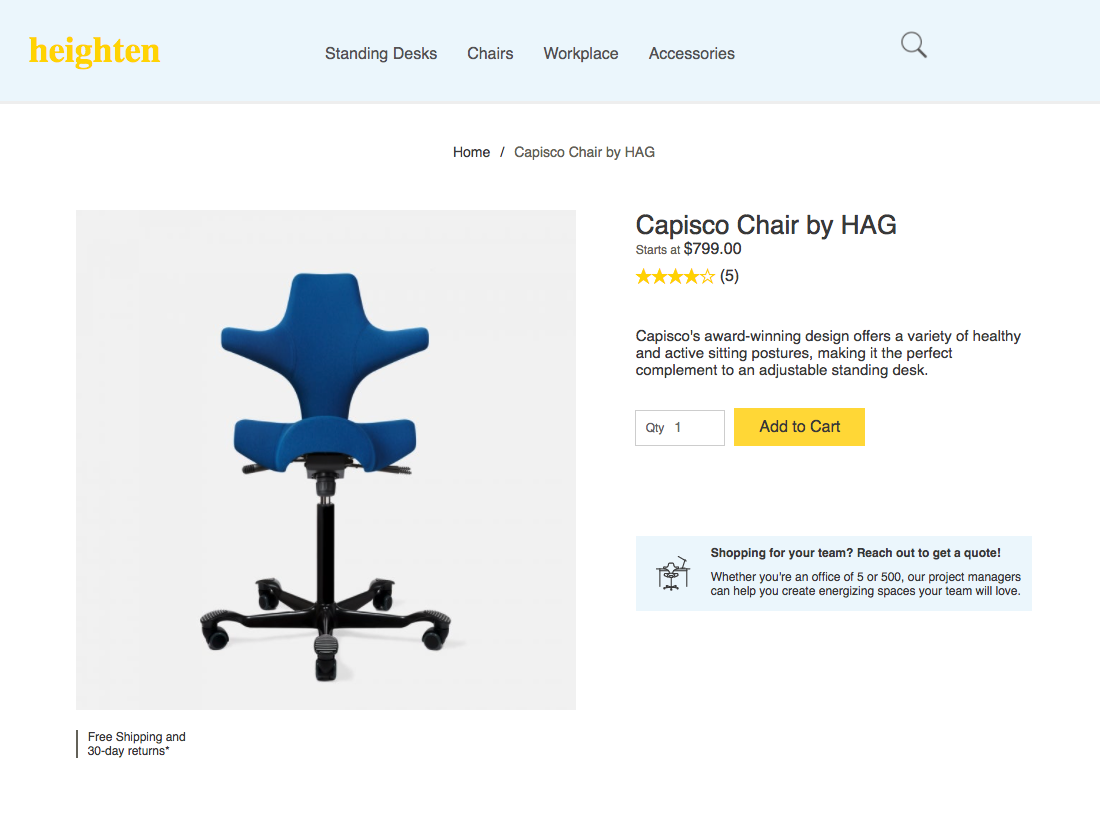 heighten
Standing Desks Chairs Workplace Accessories
Home / Capisco Chair by HAG
Capisco Chair by HAG
Starts at $799.00
★★★★☆ (5)
Capisco's award-winning design offers a variety of healthy
and active sitting postures, making it the perfect
complement to an adjustable standing desk.
Qty 1 Add to Cart
Shopping for your team? Reach out to get a quote!
Whether you're an office of 5 or 500, our project managers
can help you create energizing spaces your team will love.
Free Shipping and
30-day returns*